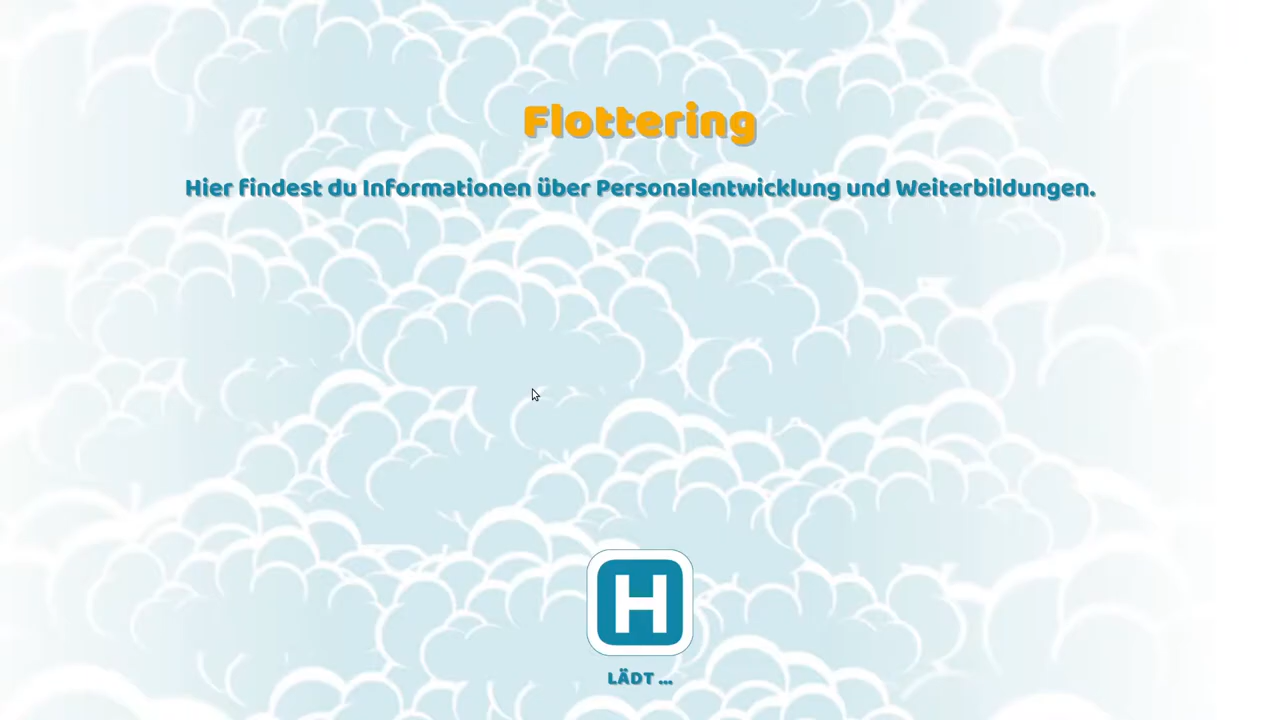 Flottering
Hier findest du Informationen über Personalentwicklung und Weiterbildungen.
H
LÄDT ...